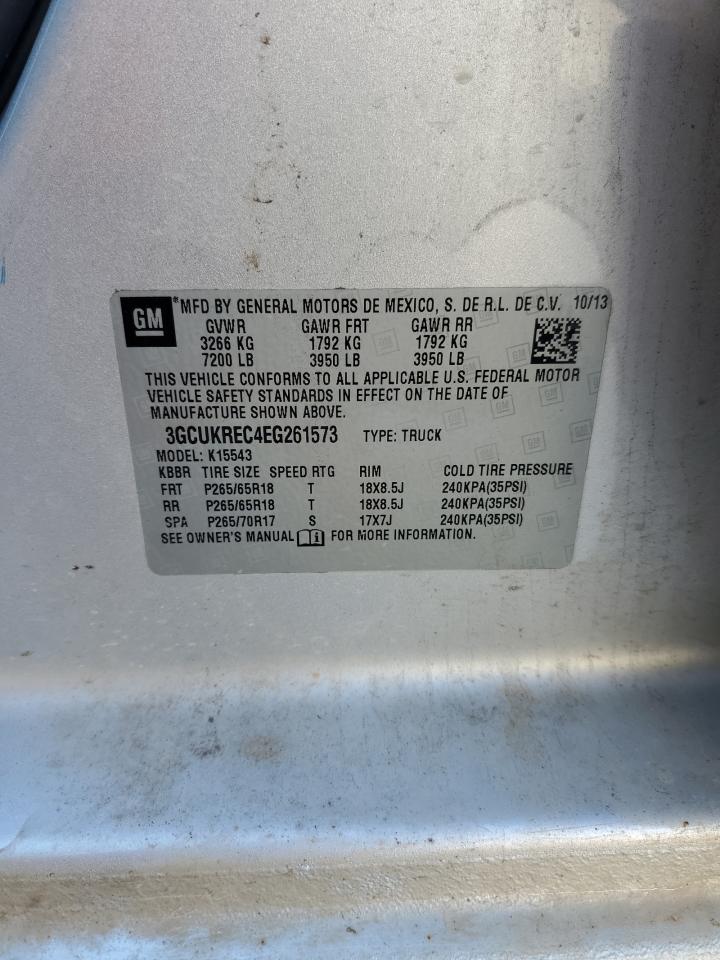 GM *MFD BY GENERAL MOTORS DE MEXICO, S. DE R.L. DE C.V. 10/13
GVWR GAWR FRT GAWR RR
3266 KG 1792 KG 1792 KG
7200 LB 3950 LB 3950 LB
THIS VEHICLE CONFORMS TO ALL APPLICABLE U.S. FEDERAL MOTOR
VEHICLE SAFETY STANDARDS IN EFFECT ON THE DATE OF
MANUFACTURE SHOWN ABOVE.
3GCUKREC4EG261573 TYPE: TRUCK
MODEL: K15543
KBBR TIRE SIZE SPEED RTG RIM COLD TIRE PRESSURE
FRT P265/65R18 T 18X8.5J 240KPA(35PSI)
RR P265/65R18 T 18X8.5J 240KPA(35PSI)
SPA P265/70R17 S 17X7J 240KPA(35PSI)
SEE OWNER'S MANUAL FOR MORE INFORMATION.